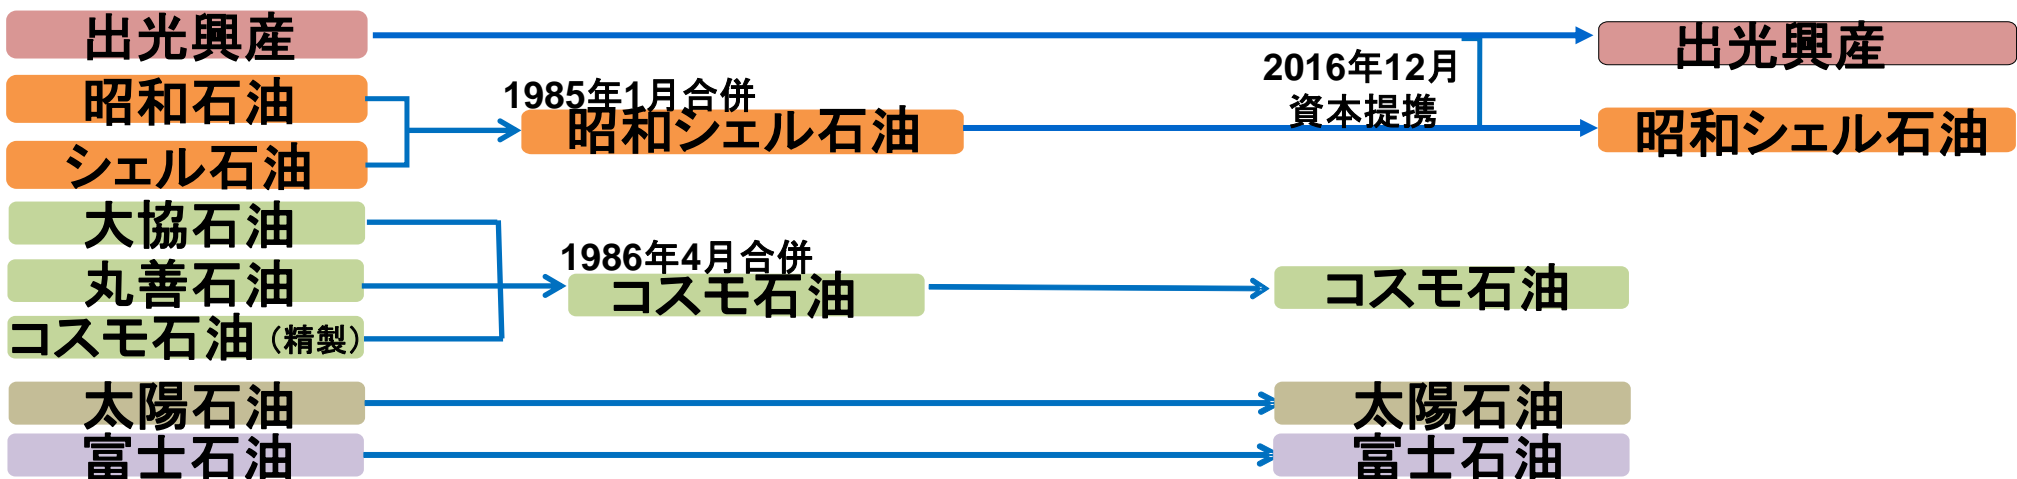 出光興産
出光興産
2016年12月
資本提携
昭和石油
1985年1月合併
昭和シェル石油
昭和シェル石油
シェル石油
大協石油
1986年4月合併
丸善石油
コスモ石油
コスモ石油
コスモ石油（精製）
太陽石油
太陽石油
富士石油
富士石油